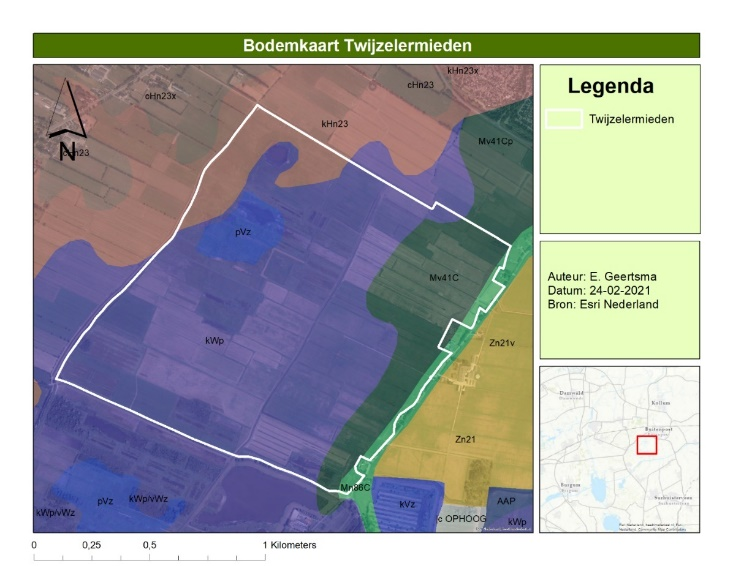 Bodemkaart Twijzelermieden
kHn23x
cHn23
cHn23x
kHn23
N
Mv41Cp
pVz
Mv41C
kWp
Zn21v
Zn21
Mn86C
pVz
kWp/vWz
kWp/vWz
kVz
AAP
OPHOOG
kWp
0 0,25 0,5 1 Kilometers
Legenda
Twijzelermieden
Auteur: E. Geertsma
Datum: 24-02-2021
Bron: Esri Nederland
Kollum
Burgum